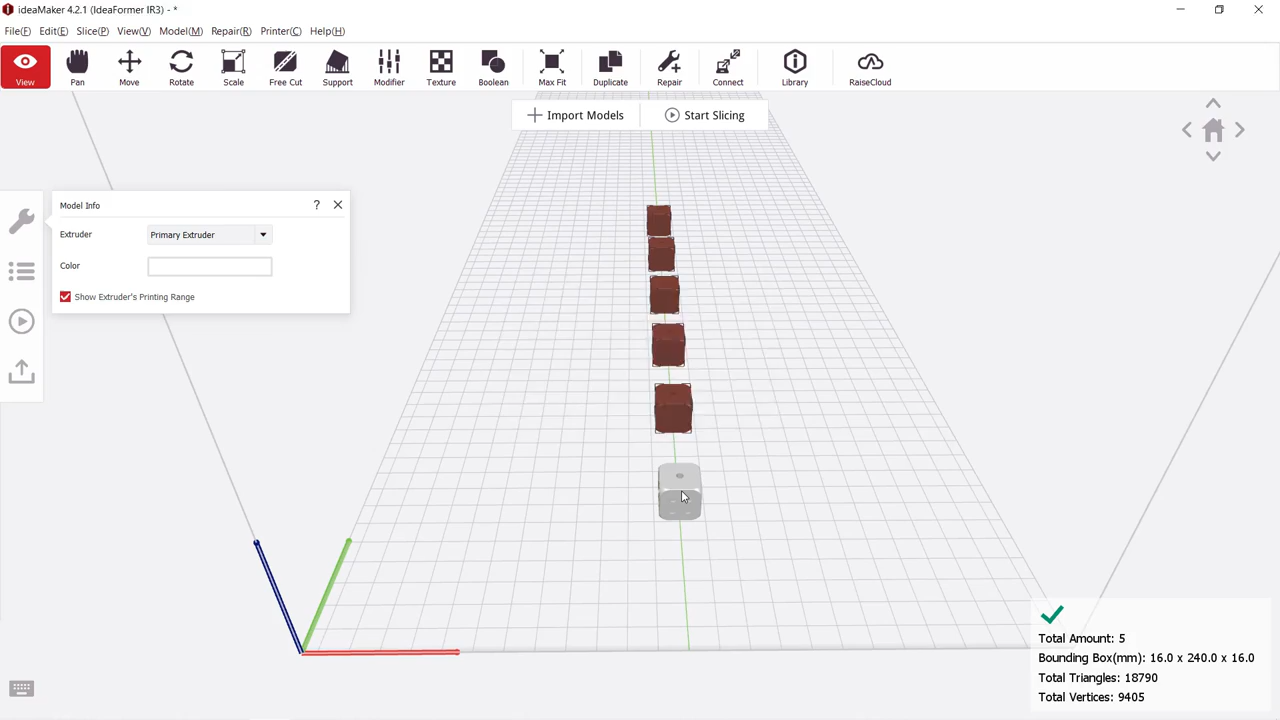 ideaMaker 4.2.1 (IdeaFormer IR3) - *
File(F) Edit(E) Slice(P) View(V) Model(M) Repair(R) Printer(C) Help(H)
View Pan Move Rotate Scale Free Cut Support Modifier Texture Boolean Max Fit Duplicate Repair Connect Library RaiseCloud
Import Models Start Slicing
Model Info ?
Extruder Primary Extruder
Color
Show Extruder's Printing Range
Total Amount: 5
Bounding Box(mm): 16.0 x 240.0 x 16.0
Total Triangles: 18790
Total Vertices: 9405